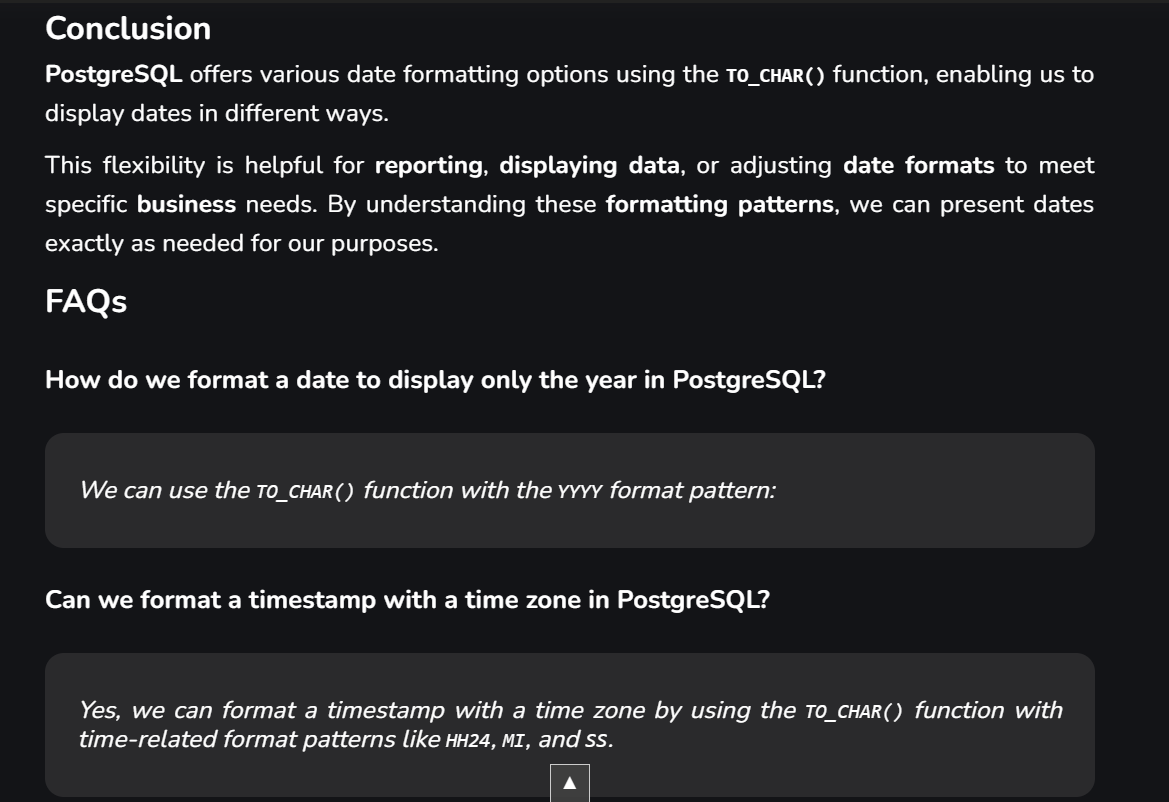 Conclusion
PostgreSQL offers various date formatting options using the TO_CHAR() function, enabling us to
display dates in different ways.
This flexibility is helpful for reporting, displaying data, or adjusting date formats to meet
specific business needs. By understanding these formatting patterns, we can present dates
exactly as needed for our purposes.
FAQs
How do we format a date to display only the year in PostgreSQL?
We can use the TO_CHAR() function with the YYYY format pattern:
Can we format a timestamp with a time zone in PostgreSQL?
Yes, we can format a timestamp with a time zone by using the TO_CHAR() function with
time-related format patterns like HH24, MI, and SS.